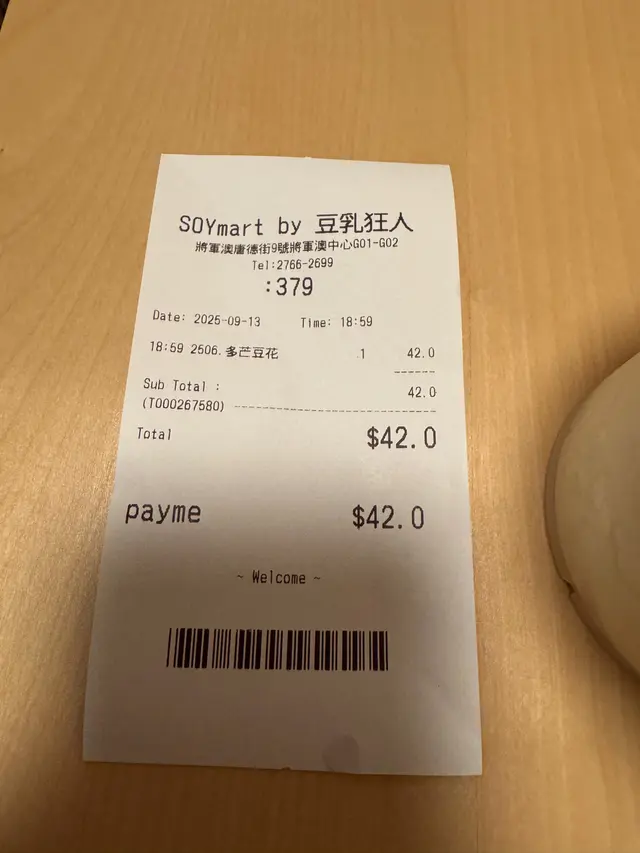 SOYmart by 豆乳狂人
將軍澳唐德街9號將軍澳中心G01-G02
Tel:2766-2699
:379
Date: 2025-09-13 Time: 18:59
18:59 2506.多芒豆花 1 42.0
------
Sub Total : 42.0
(T000267580) ------------------------------
Total $42.0
payme $42.0
~ Welcome ~